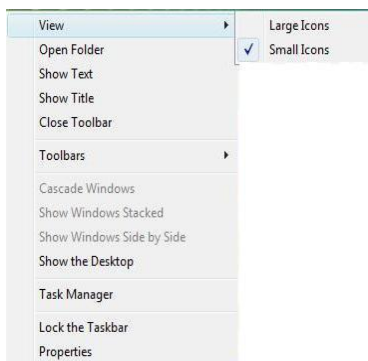 View
Large Icons
Open Folder
Small Icons
Show Text
Show Title
Close Toolbar
Toolbars
Cascade Windows
Show Windows Stacked
Show Windows Side by Side
Show the Desktop
Task Manager
Lock the Taskbar
Properties